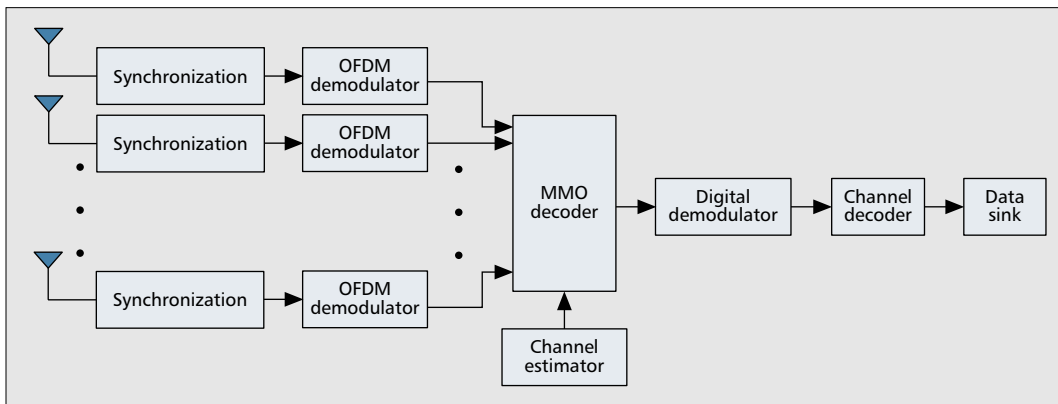 Synchronization
OFDM
demodulator
Synchronization
OFDM
demodulator
MMO
decoder
Digital
demodulator
Channel
decoder
Data
sink
Synchronization
OFDM
demodulator
Channel
estimator